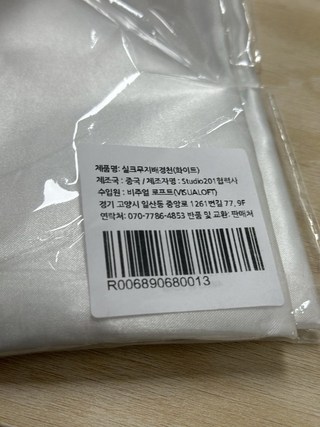 제품명: 실크무지배경천(화이트)
제조국 : 중국 / 제조자명 : Studio201협력사
수입원 : 비주얼 로프트(VISUALOFT)
경기 고양시 일산동 중앙로 1261번길 77, 9F
연락처: 070-7786-4853 반품 및 교환: 판매처
R006890680013